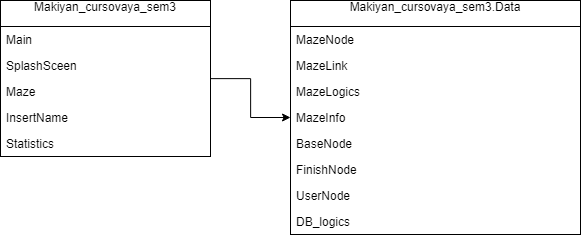 Makiyan_cursovaya_sem3
Main
SplashSceen
Maze
InsertName
Statistics
Makiyan_cursovaya_sem3.Data
MazeNode
MazeLink
MazeLogics
MazeInfo
BaseNode
FinishNode
UserNode
DB_logics